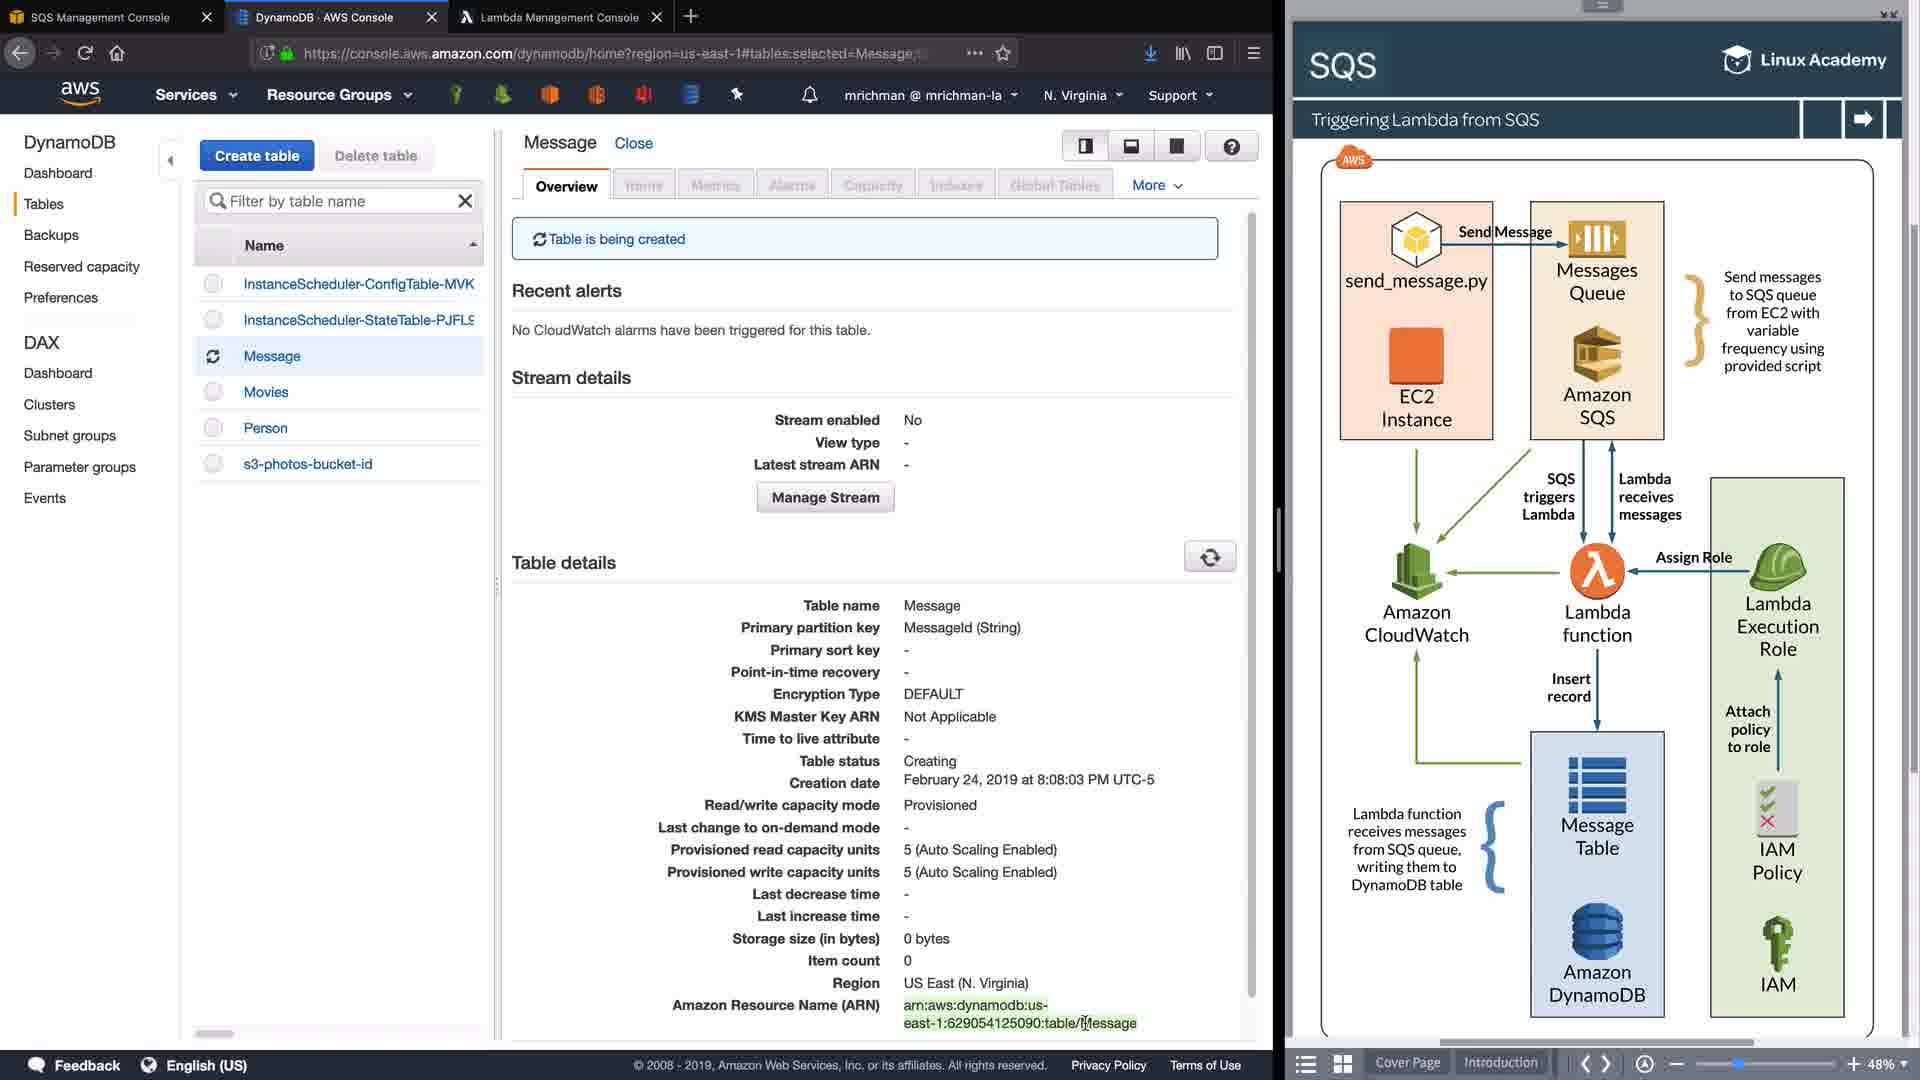 SQS Management Console
DynamoDB · AWS Console
Lambda Management Console
https://console.aws.amazon.com/dynamodb/home?region=us-east-1#tables:selected=Message;
aws
Services
Resource Groups
mrichman @ mrichman-la
N. Virginia
Support
DynamoDB
Dashboard
Tables
Backups
Reserved capacity
Preferences
DAX
Dashboard
Clusters
Subnet groups
Parameter groups
Events
Create table
Delete table
Filter by table name
Name
InstanceScheduler-ConfigTable-MVK
InstanceScheduler-StateTable-PJFL9
Message
Movies
Person
s3-photos-bucket-id
Message
Close
Overview
Items
Metrics
Alarms
Capacity
Indexes
Global Tables
More
Table is being created
Recent alerts
No CloudWatch alarms have been triggered for this table.
Stream details
Stream enabled No
View type -
Latest stream ARN -
Manage Stream
Table details
Table name Message
Primary partition key MessageId (String)
Primary sort key -
Point-in-time recovery -
Encryption Type DEFAULT
KMS Master Key ARN Not Applicable
Time to live attribute -
Table status Creating
Creation date February 24, 2019 at 8:08:03 PM UTC-5
Read/write capacity mode Provisioned
Last change to on-demand mode -
Provisioned read capacity units 5 (Auto Scaling Enabled)
Provisioned write capacity units 5 (Auto Scaling Enabled)
Last decrease time -
Last increase time -
Storage size (in bytes) 0 bytes
Item count 0
Region US East (N. Virginia)
Amazon Resource Name (ARN) arn:aws:dynamodb:us-
east-1:629054125090:table/Message
Feedback
English (US)
© 2008 - 2019, Amazon Web Services, Inc. or its affiliates. All rights reserved.
Privacy Policy
Terms of Use
SQS
Linux Academy
Triggering Lambda from SQS
AWS
send_message.py
Send Message
Messages
Queue
EC2
Instance
Amazon
SQS
Send messages
to SQS queue
from EC2 with
variable
frequency using
provided script
SQS
triggers
Lambda
Lambda
receives
messages
Assign Role
Amazon
CloudWatch
Lambda
function
Lambda
Execution
Role
Insert
record
Attach
policy
to role
Lambda function
receives messages
from SQS queue,
writing them to
DynamoDB table
Message
Table
Amazon
DynamoDB
IAM
Policy
IAM
Cover Page
Introduction
48%